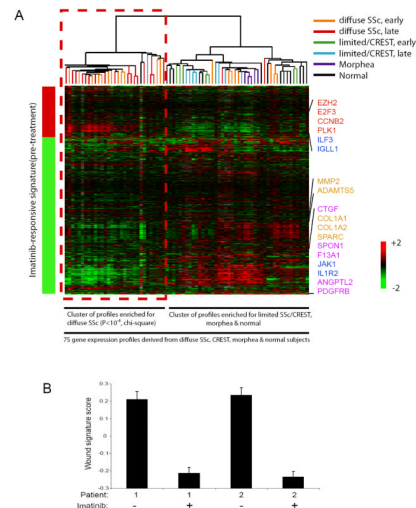 A
diffuse SSc, early
diffuse SSc, late
limited/CREST, early
limited/CREST, late
Morphea
Normal
Imatinib-responsive signature(pre-treatment)
EZH2
E2F3
CCNB2
PLK1
ILF3
IGLL1
MMP2
ADAMTS5
CTGF
COL1A1
COL1A2
SPARC
SPON1
F13A1
JAK1
IL1R2
ANGPTL2
PDGFRB
+2
-2
Cluster of profiles enriched for
diffuse SSc (P<10⁻⁶, chi-square)
Cluster of profiles enriched for limited SSc/CREST,
morphea & normal
75 gene expression profiles derived from diffuse SSc, CREST, morphea & normal subjects
B
Wound signature score
0.3
0.2
0.1
0
-0.1
-0.2
-0.3
Patient: 1 1 2 2
Imatinib: - + - +